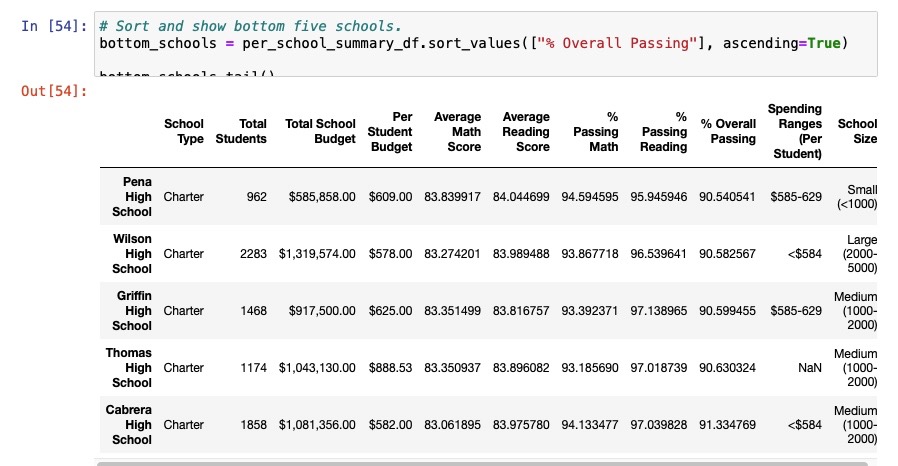 In [54]: # Sort and show bottom five schools.
bottom_schools = per_school_summary_df.sort_values(["% Overall Passing"], ascending=True)
bottom_schools.tail()
Out[54]:
School Type Total Students Total School Budget Per Student Budget Average Math Score Average Reading Score % Passing Math % Passing Reading % Overall Passing Spending Ranges (Per Student) School Size
Pena High School Charter 962 $585,858.00 $609.00 83.839917 84.044699 94.594595 95.945946 90.540541 $585-629 Small (<1000)
Wilson High School Charter 2283 $1,319,574.00 $578.00 83.274201 83.989488 93.867718 96.539641 90.582567 <$584 Large (2000-5000)
Griffin High School Charter 1468 $917,500.00 $625.00 83.351499 83.816757 93.392371 97.138965 90.599455 $585-629 Medium (1000-2000)
Thomas High School Charter 1174 $1,043,130.00 $888.53 83.350937 83.896082 93.185690 97.018739 90.630324 NaN Medium (1000-2000)
Cabrera High School Charter 1858 $1,081,356.00 $582.00 83.061895 83.975780 94.133477 97.039828 91.334769 <$584 Medium (1000-2000)